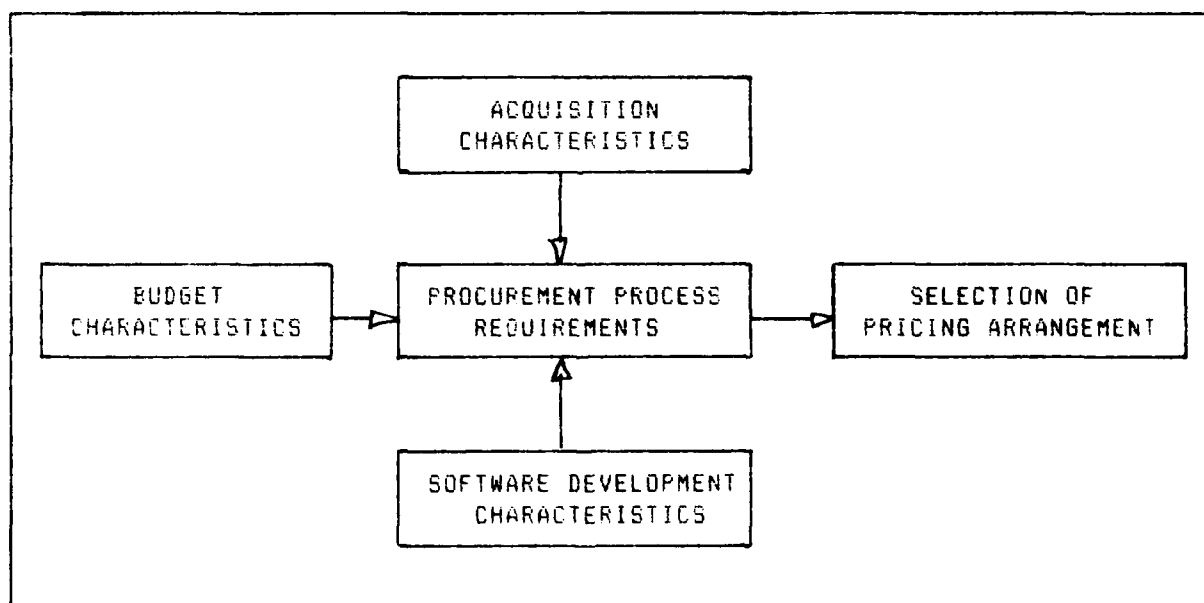 ACQUISITION
CHARACTERISTICS
BUDGET
CHARACTERISTICS
PROCUREMENT PROCESS
REQUIREMENTS
SELECTION OF
PRICING ARRANGEMENT
SOFTWARE DEVELOPMENT
CHARACTERISTICS